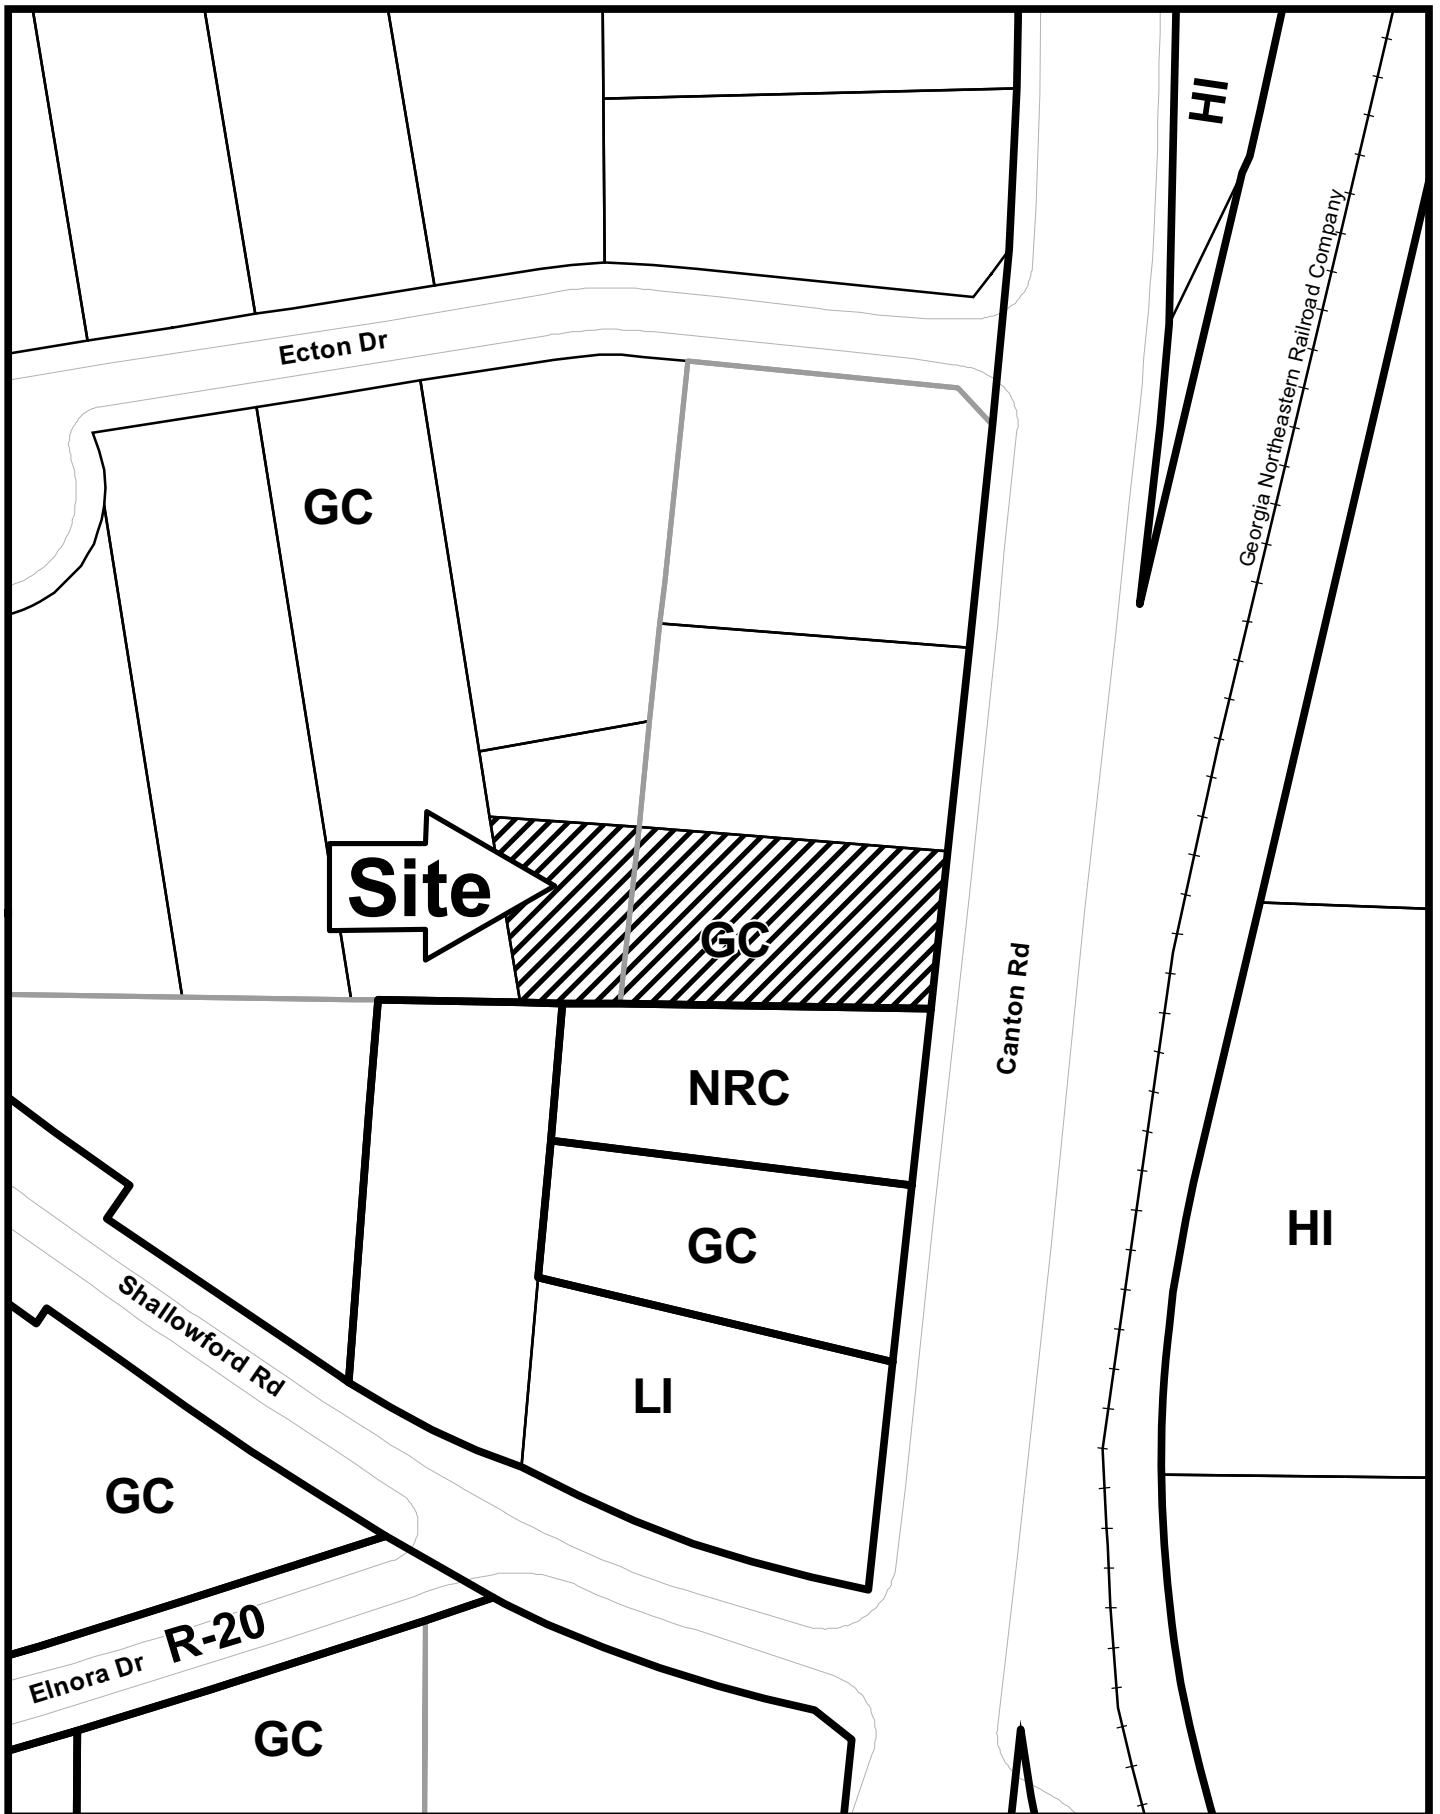 HI
Georgia Northeastern Railroad Company
Ecton Dr
GC
Site
GC
Canton Rd
NRC
HI
GC
Shallowford Rd
LI
GC
R-20
Elnora Dr
GC